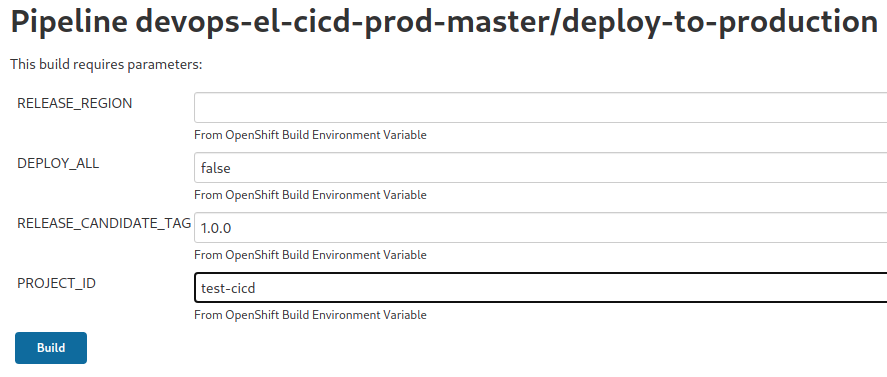 Pipeline devops-el-cicd-prod-master/deploy-to-production
This build requires parameters:
RELEASE_REGION
From OpenShift Build Environment Variable
DEPLOY_ALL false
From OpenShift Build Environment Variable
RELEASE_CANDIDATE_TAG 1.0.0
From OpenShift Build Environment Variable
PROJECT_ID test-cicd
From OpenShift Build Environment Variable
Build